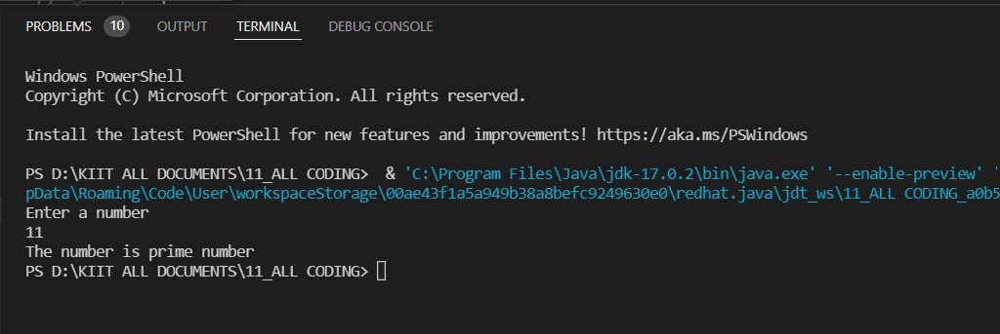 PROBLEMS 10 OUTPUT TERMINAL DEBUG CONSOLE
Windows PowerShell
Copyright (C) Microsoft Corporation. All rights reserved.
Install the latest PowerShell for new features and improvements! https://aka.ms/PSWindows
PS D:\KIIT ALL DOCUMENTS\11_ALL CODING>  & 'C:\Program Files\Java\jdk-17.0.2\bin\java.exe' '--enable-preview' '
pData\Roaming\Code\User\workspaceStorage\00ae43f1a5a949b38a8befc9249630e0\redhat.java\jdt_ws\11_ALL CODING_a0b5
Enter a number
11
The number is prime number
PS D:\KIIT ALL DOCUMENTS\11_ALL CODING>